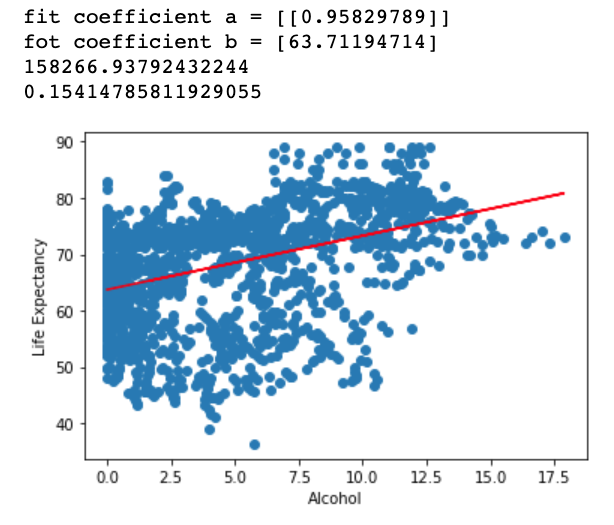 fit coefficient a = [[0.95829789]]
fot coefficient b = [63.71194714]
158266.93792432244
0.15414785811929055
90
80
70
60
50
40
Life Expectancy
0.0 2.5 5.0 7.5 10.0 12.5 15.0 17.5
Alcohol